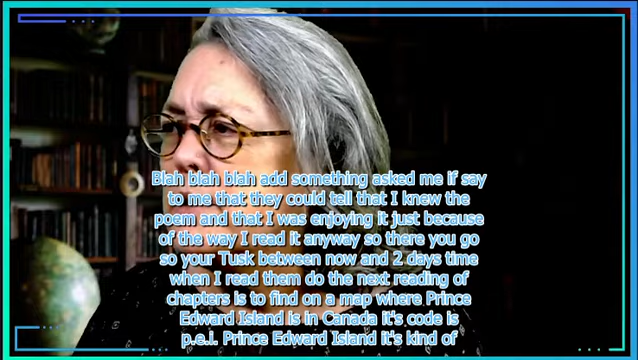 Blah blah blah add something asked me if say
to me that they could tell that I knew the
poem and that I was enjoying it just because
of the way I read it anyway so there you go
so your Tusk between now and 2 days time
when I read them do the next reading of
chapters is to find on a map where Prince
Edward Island is in Canada it's code is
p.e.i. Prince Edward Island it's kind of